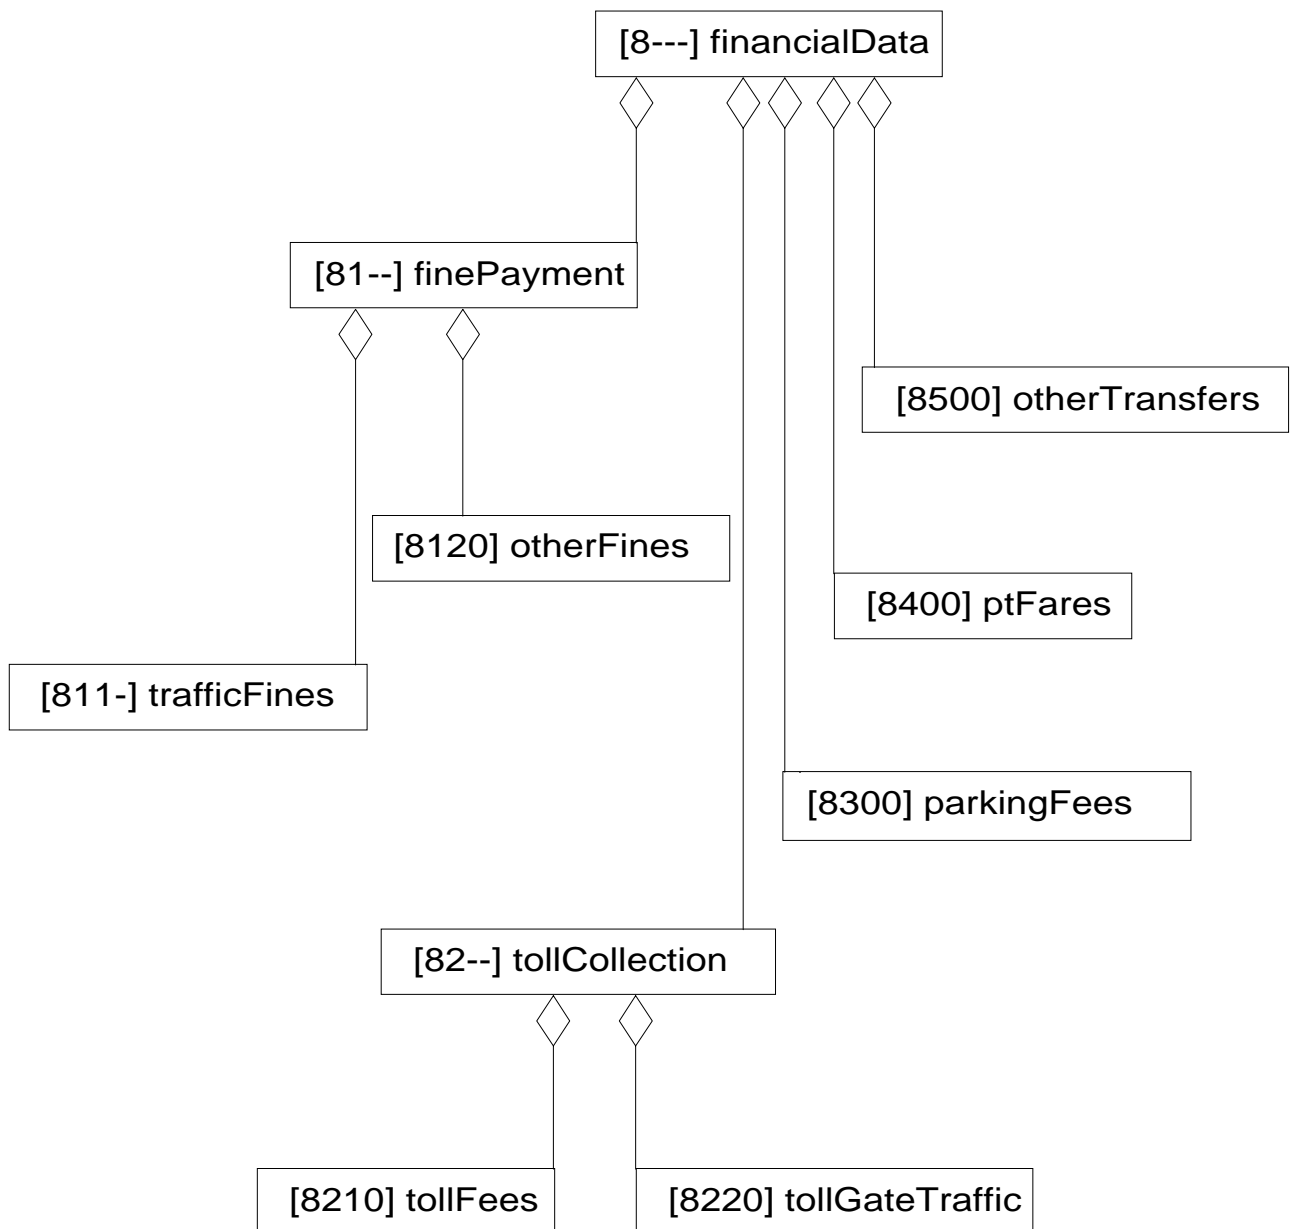 [8---] financialData
[81--] finePayment
[8500] otherTransfers
[8120] otherFines
[8400] ptFares
[811-] trafficFines
[8300] parkingFees
[82--] tollCollection
[8210] tollFees
[8220] tollGateTraffic